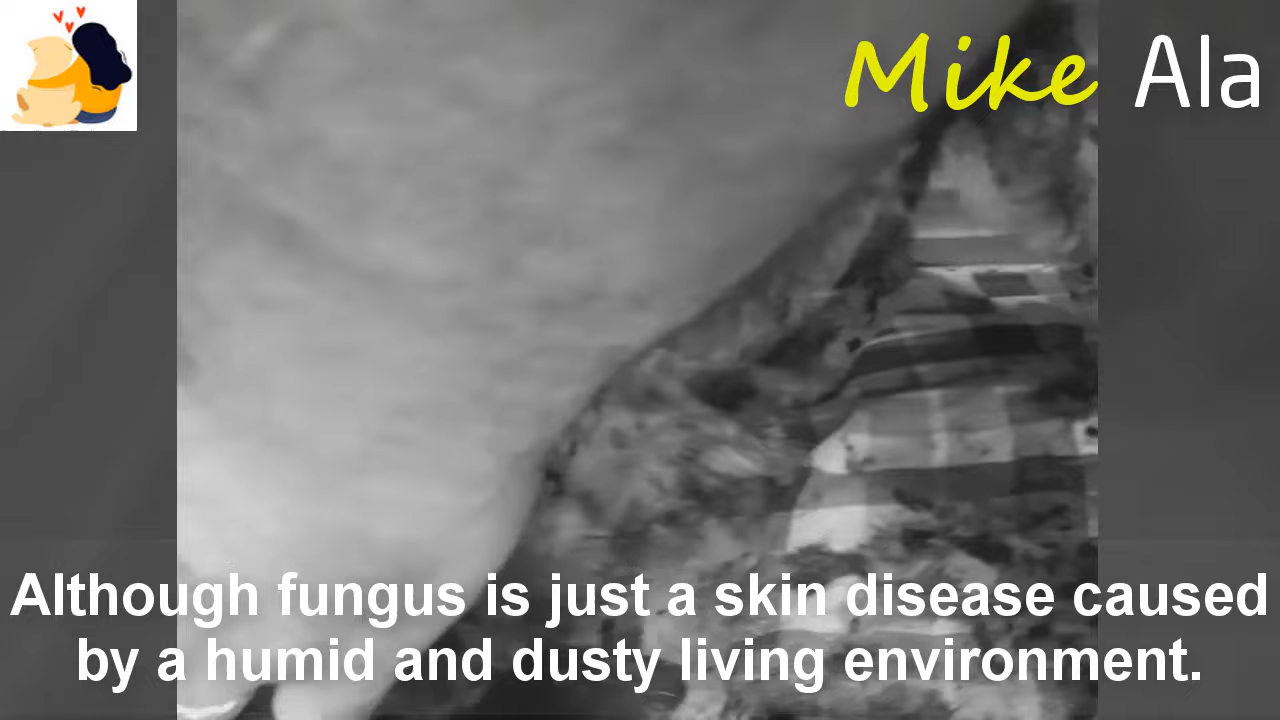 Mike Ala
Although fungus is just a skin disease caused
by a humid and dusty living environment.